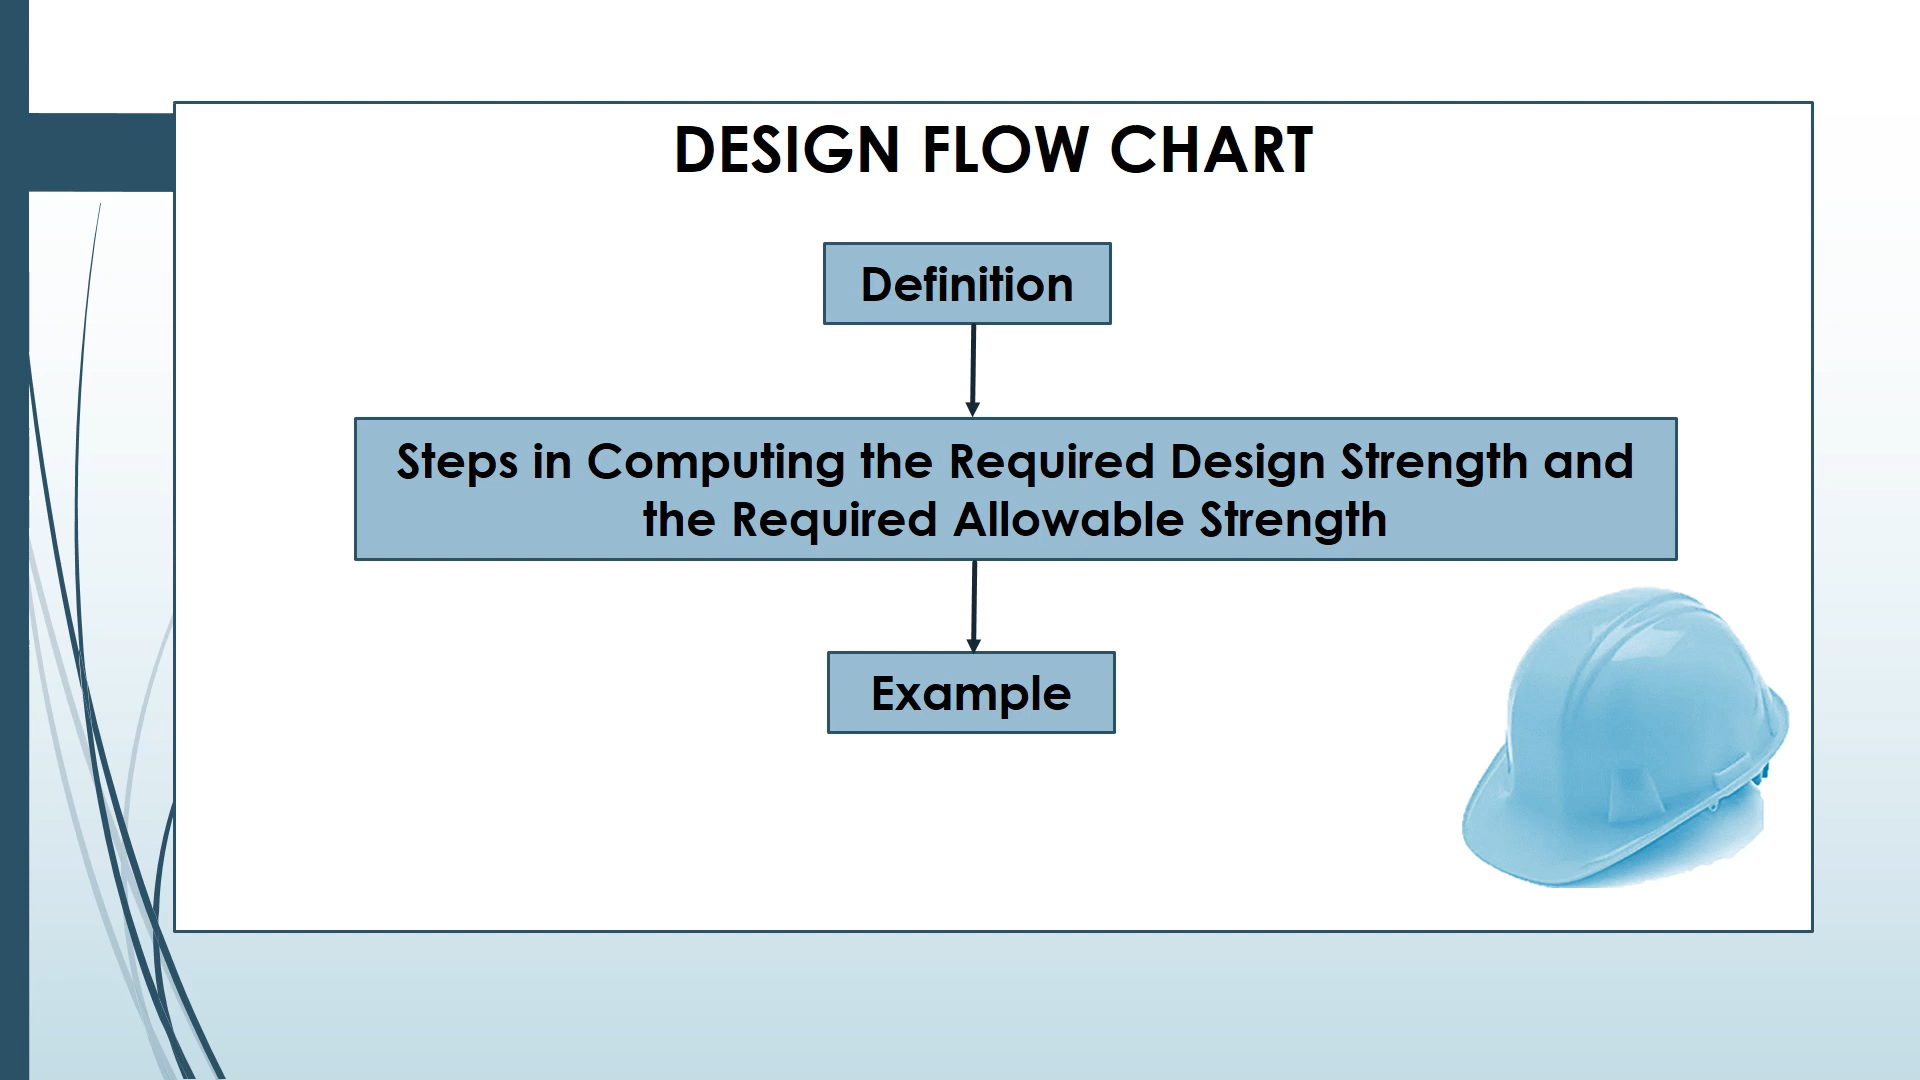 DESIGN FLOW CHART
Definition
Steps in Computing the Required Design Strength and
the Required Allowable Strength
Example